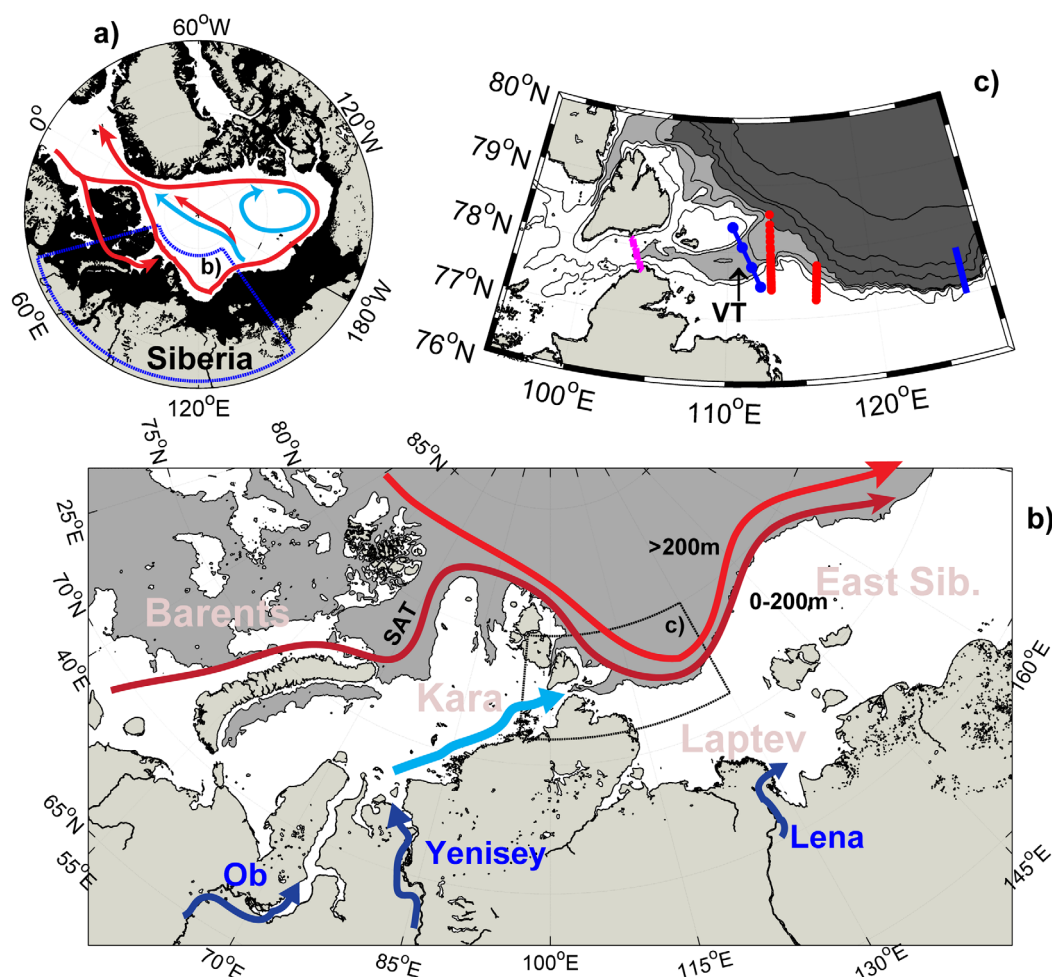 a)
60°W
0°
120°W
b)
60°E
180°W
Siberia
120°E
c)
80°N
79°N
78°N
77°N
76°N
VT
100°E
110°E
120°E
75°N
80°N
85°N
b)
25°E
>200m
East Sib.
Barents
SAT
0-200m
70°N
c)
40°E
Kara
160°E
Laptev
65°N
Lena
Yenisey
55°E
Ob
145°E
70°E
85°E
100°E
115°E
130°E